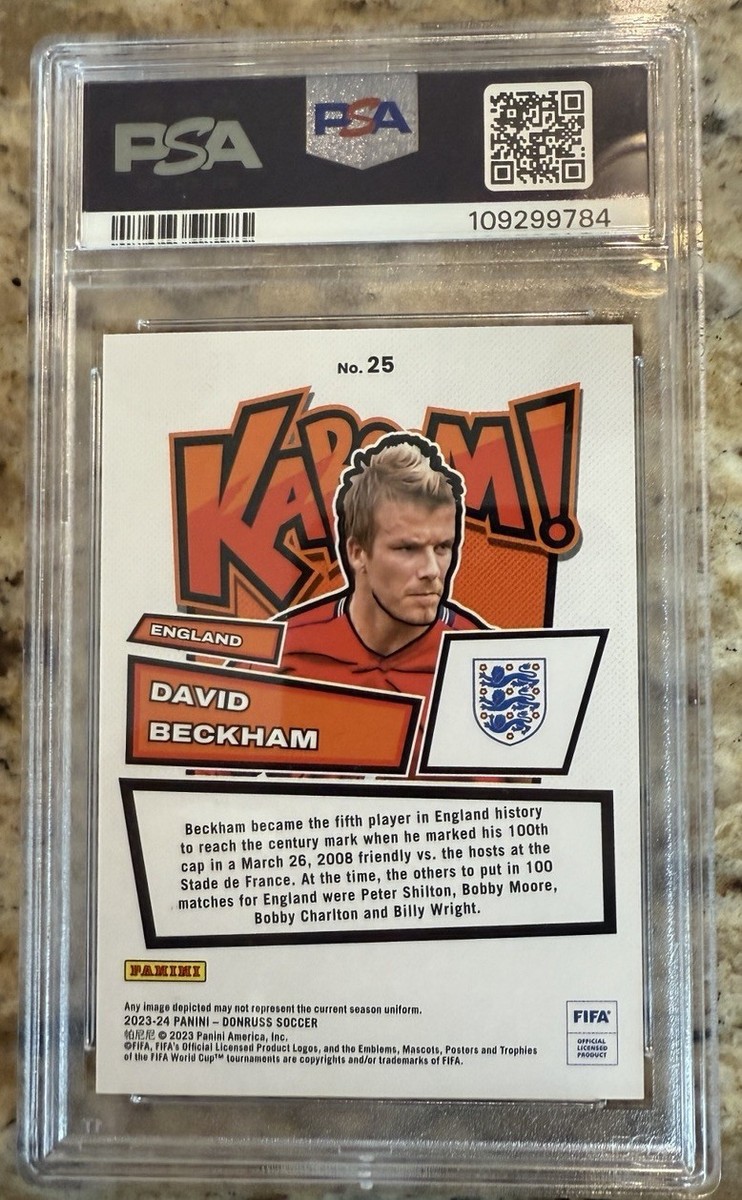 PSA
PSA
109299784
No. 25
KABOOM!
ENGLAND
DAVID
BECKHAM
Beckham became the fifth player in England history
to reach the century mark when he marked his 100th
cap in a March 26, 2008 friendly vs. the hosts at the
Stade de France. At the time, the others to put in 100
matches for England were Peter Shilton, Bobby Moore,
Bobby Charlton and Billy Wright.
PANINI
Any image depicted may not represent the current season uniform.
2023-24 PANINI – DONRUSS SOCCER
帕尼尼 © 2023 Panini America, Inc.
©FIFA, FIFA's Official Licensed Product Logos, and the Emblems, Mascots, Posters and Trophies
of the FIFA World Cup™ tournaments are copyrights and/or trademarks of FIFA.
FIFA®
OFFICIAL
LICENSED
PRODUCT